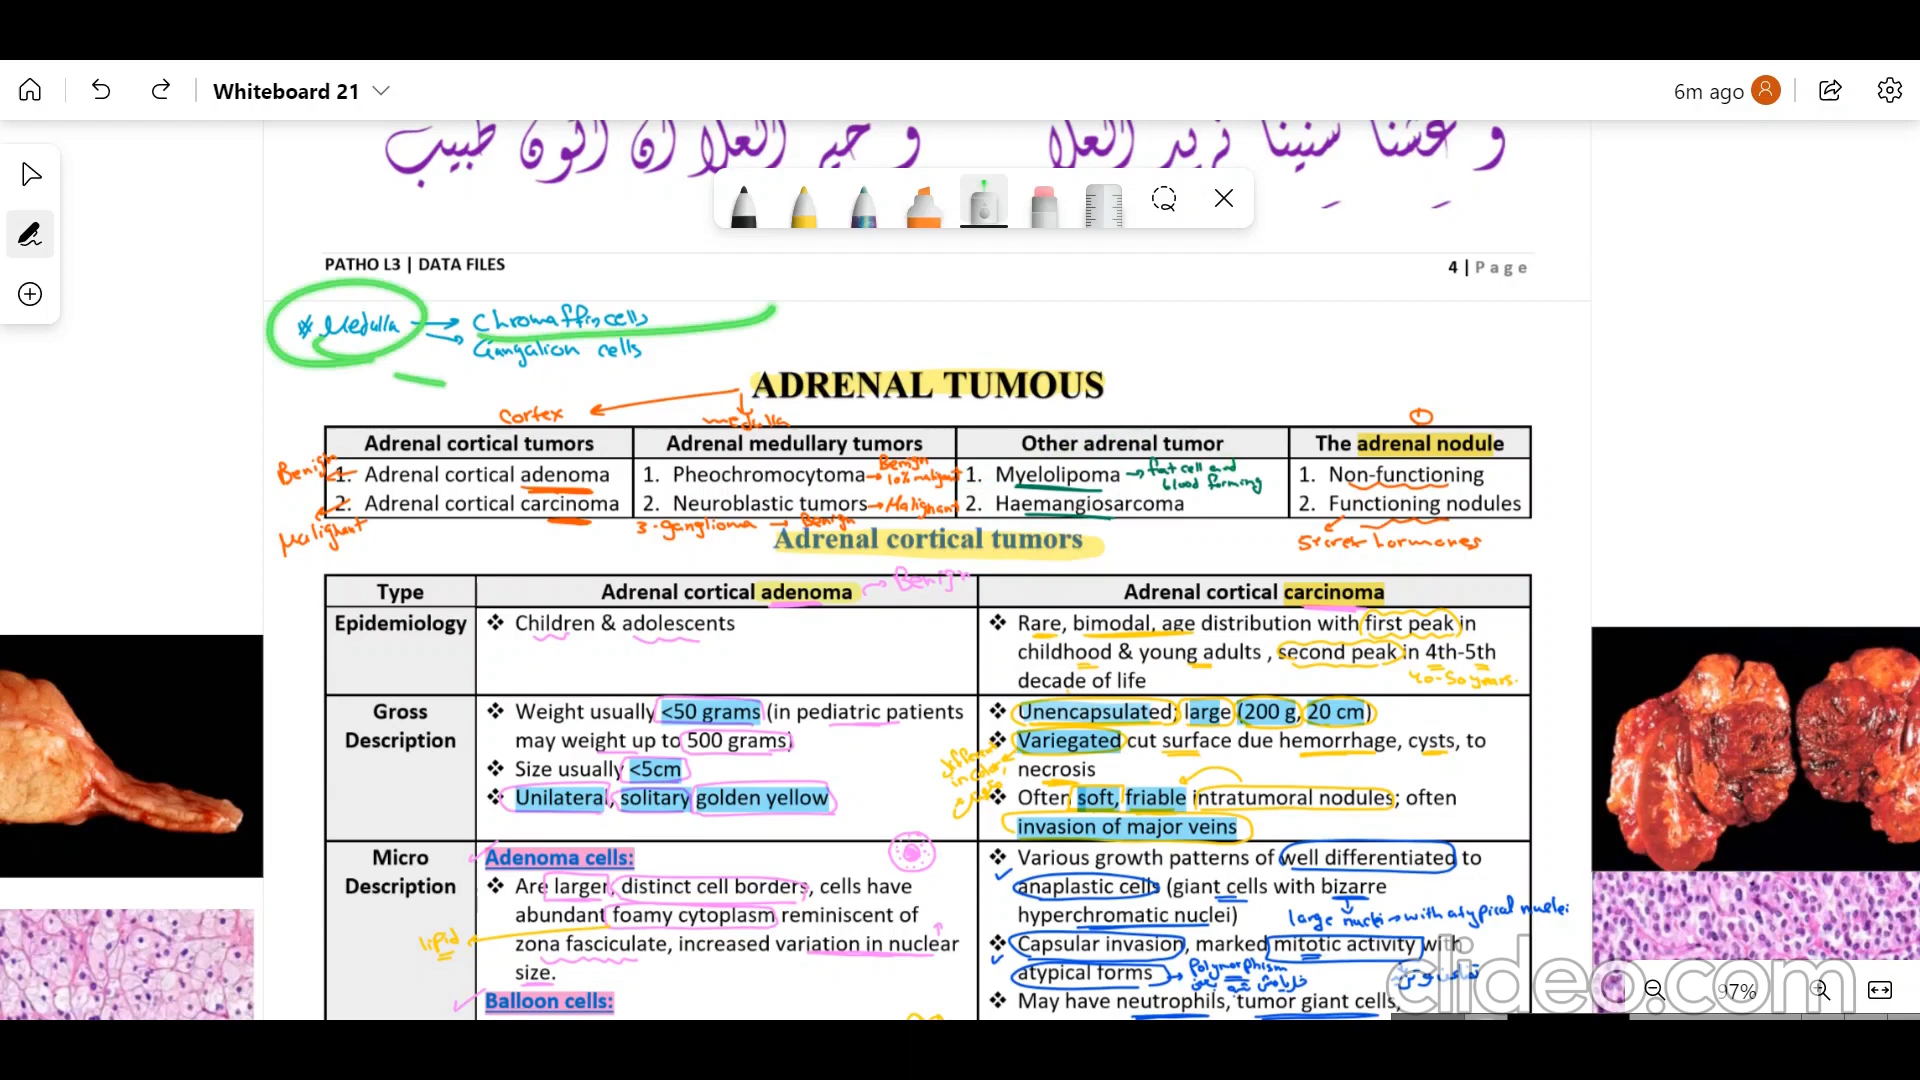 Whiteboard 21
6m ago
و عشنا سنينا نريد العلا و خير العلا أن أكون طبيب
PATHO L3 | DATA FILES
4 | Page
* Medulla → Chromaffin cells
→ Gangalion cells
ADRENAL TUMOUS
Cortex
medulla
Adrenal cortical tumors
Adrenal medullary tumors
Other adrenal tumor
The adrenal nodule
Benign 1. Adrenal cortical adenoma
1. Pheochromocytoma → Benign 10% malignant
1. Myelolipoma → fat cell and blood forming
1. Non-functioning
Malignant 2. Adrenal cortical carcinoma
2. Neuroblastic tumors → Malignant
2. Haemangiosarcoma
2. Functioning nodules
3-ganglioma → Benign
Secrete hormones
Adrenal cortical tumors
Type
Adrenal cortical adenoma → Benign
Adrenal cortical carcinoma
Epidemiology
❖ Children & adolescents
❖ Rare, bimodal, age distribution with first peak in
childhood & young adults , second peak in 4th-5th
decade of life
40-50 years.
Gross
Description
❖ Weight usually <50 grams (in pediatric patients
may weight up to 500 grams)
❖ Size usually <5cm
❖ Unilateral, solitary golden yellow
❖ Unencapsulated; large (200 g, 20 cm)
❖ Variegated cut surface due hemorrhage, cysts, to
necrosis
❖ Often soft, friable intratumoral nodules; often
invasion of major veins
Micro
Description
Adenoma cells:
❖ Are larger, distinct cell borders, cells have
abundant foamy cytoplasm reminiscent of
zona fasciculate, increased variation in nuclear
size.
lipid
Balloon cells:
❖ Various growth patterns of well differentiated to
anaplastic cells (giant cells with bizarre
hyperchromatic nuclei)
large nuclei → with atypical nuclei
❖ Capsular invasion, marked mitotic activity with
atypical forms → Polymorphism
❖ May have neutrophils, tumor giant cells,
clideo.com
97%